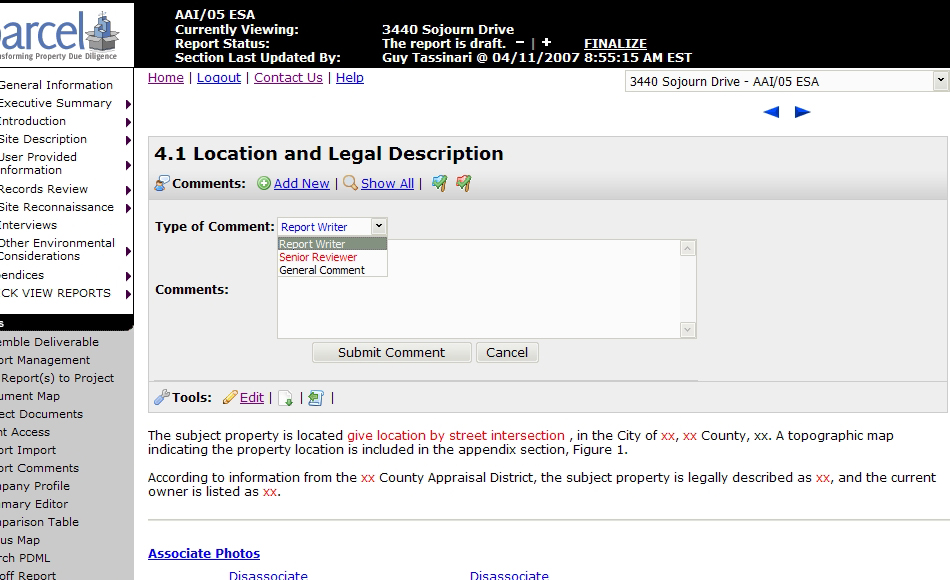 arcel
nsforming Property Due Diligence
AAI/05 ESA
Currently Viewing: 3440 Sojourn Drive
Report Status: The report is draft. − | + FINALIZE
Section Last Updated By: Guy Tassinari @ 04/11/2007 8:55:15 AM EST
Home | Logout | Contact Us | Help
3440 Sojourn Drive - AAI/05 ESA
General Information
Executive Summary
Introduction
Site Description
User Provided
nformation
Records Review
Site Reconnaissance
Interviews
Other Environmental
Considerations
endices
CK VIEW REPORTS
s
emble Deliverable
ort Management
Report(s) to Project
ument Map
ect Documents
nt Access
ort Import
ort Comments
mpany Profile
mmary Editor
mparison Table
us Map
rch PDML
off Report
4.1 Location and Legal Description
Comments: Add New | Show All |
Type of Comment: Report Writer
Report Writer
Senior Reviewer
General Comment
Comments:
Submit Comment Cancel
Tools: Edit | | |
The subject property is located give location by street intersection , in the City of xx, xx County, xx. A topographic map
indicating the property location is included in the appendix section, Figure 1.
According to information from the xx County Appraisal District, the subject property is legally described as xx, and the current
owner is listed as xx.
Associate Photos
Disassociate Disassociate